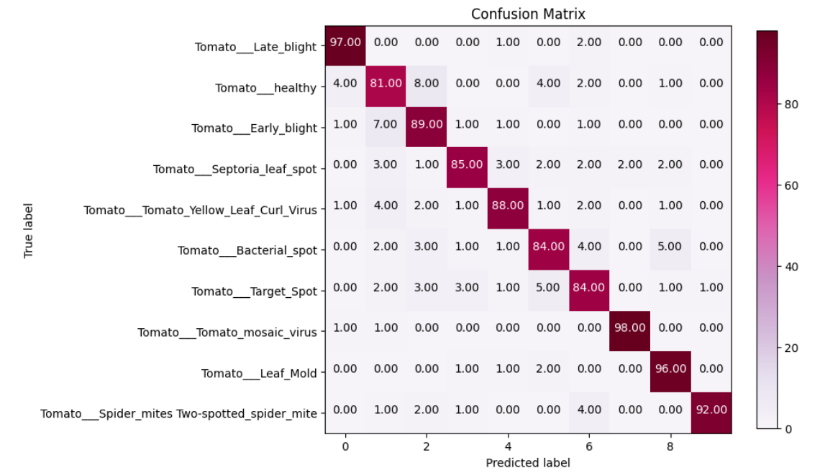 Confusion Matrix
Tomato___Late_blight 97.00 0.00 0.00 0.00 1.00 0.00 2.00 0.00 0.00 0.00
Tomato___healthy 4.00 81.00 8.00 0.00 0.00 4.00 2.00 0.00 1.00 0.00
Tomato___Early_blight 1.00 7.00 89.00 1.00 1.00 0.00 1.00 0.00 0.00 0.00
Tomato___Septoria_leaf_spot 0.00 3.00 1.00 85.00 3.00 2.00 2.00 2.00 2.00 0.00
Tomato___Tomato_Yellow_Leaf_Curl_Virus 1.00 4.00 2.00 1.00 88.00 1.00 2.00 0.00 1.00 0.00
Tomato___Bacterial_spot 0.00 2.00 3.00 1.00 1.00 84.00 4.00 0.00 5.00 0.00
Tomato___Target_Spot 0.00 2.00 3.00 3.00 1.00 5.00 84.00 0.00 1.00 1.00
Tomato___Tomato_mosaic_virus 1.00 1.00 0.00 0.00 0.00 0.00 0.00 98.00 0.00 0.00
Tomato___Leaf_Mold 0.00 0.00 0.00 1.00 1.00 2.00 0.00 0.00 96.00 0.00
Tomato___Spider_mites Two-spotted_spider_mite 0.00 1.00 2.00 1.00 0.00 0.00 4.00 0.00 0.00 92.00
0 2 4 6 8
Predicted label
True label
80
60
40
20
0